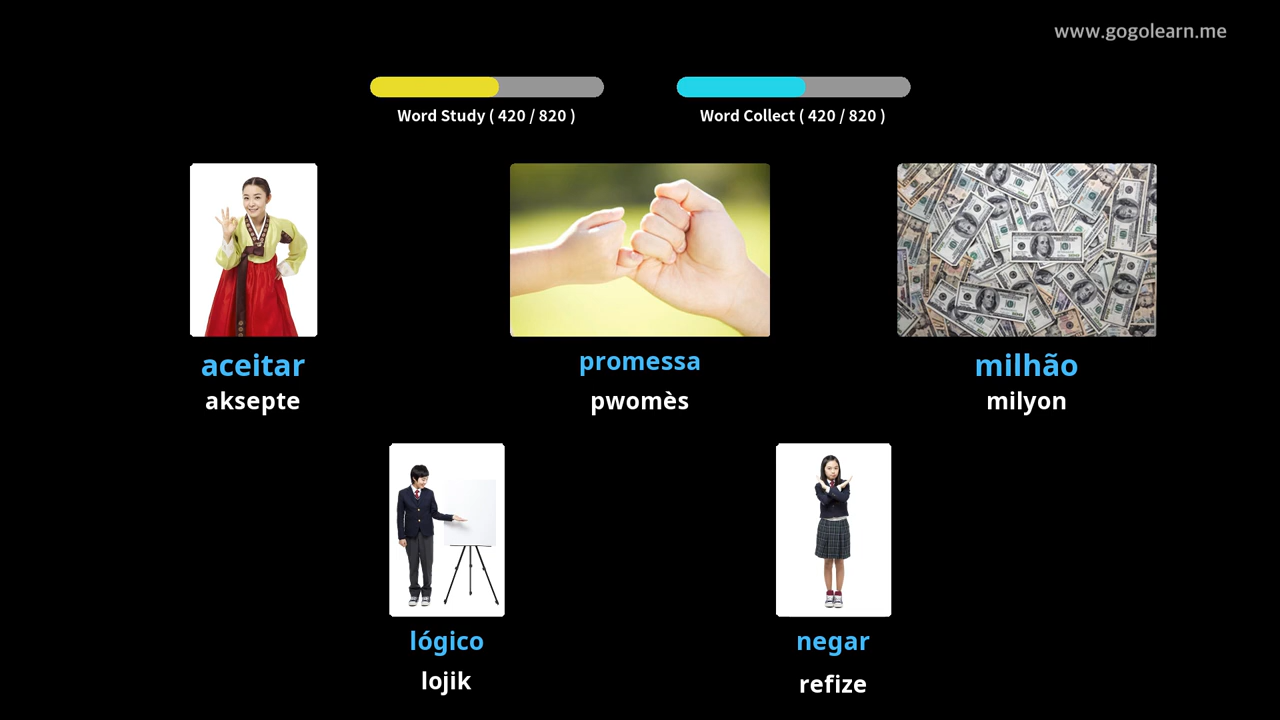 www.gogolearn.me
Word Study ( 420 / 820 )
Word Collect ( 420 / 820 )
aceitar
aksepte
promessa
pwomès
milhão
milyon
lógico
lojik
negar
refize